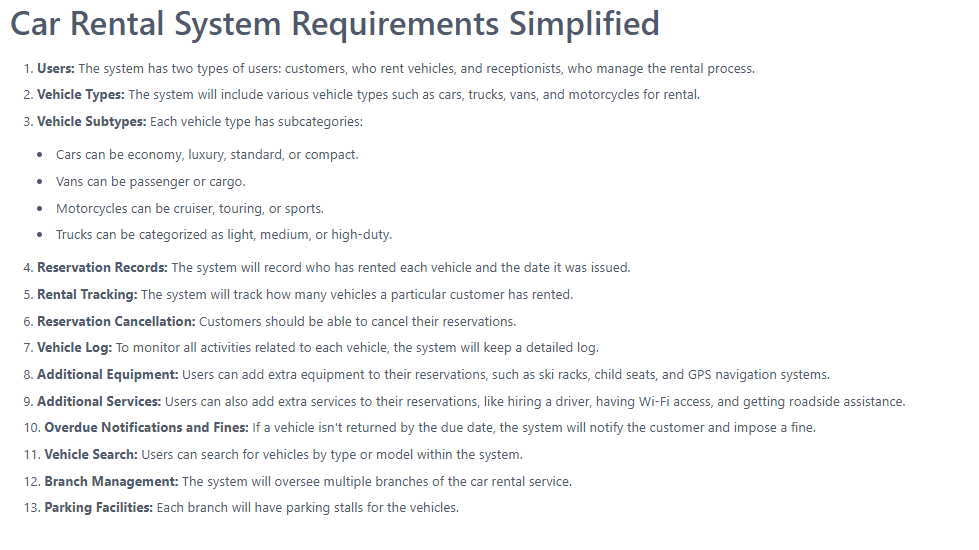 Car Rental System Requirements Simplified
1. Users: The system has two types of users: customers, who rent vehicles, and receptionists, who manage the rental process.
2. Vehicle Types: The system will include various vehicle types such as cars, trucks, vans, and motorcycles for rental.
3. Vehicle Subtypes: Each vehicle type has subcategories:
• Cars can be economy, luxury, standard, or compact.
• Vans can be passenger or cargo.
• Motorcycles can be cruiser, touring, or sports.
• Trucks can be categorized as light, medium, or high-duty.
4. Reservation Records: The system will record who has rented each vehicle and the date it was issued.
5. Rental Tracking: The system will track how many vehicles a particular customer has rented.
6. Reservation Cancellation: Customers should be able to cancel their reservations.
7. Vehicle Log: To monitor all activities related to each vehicle, the system will keep a detailed log.
8. Additional Equipment: Users can add extra equipment to their reservations, such as ski racks, child seats, and GPS navigation systems.
9. Additional Services: Users can also add extra services to their reservations, like hiring a driver, having Wi-Fi access, and getting roadside assistance.
10. Overdue Notifications and Fines: If a vehicle isn't returned by the due date, the system will notify the customer and impose a fine.
11. Vehicle Search: Users can search for vehicles by type or model within the system.
12. Branch Management: The system will oversee multiple branches of the car rental service.
13. Parking Facilities: Each branch will have parking stalls for the vehicles.